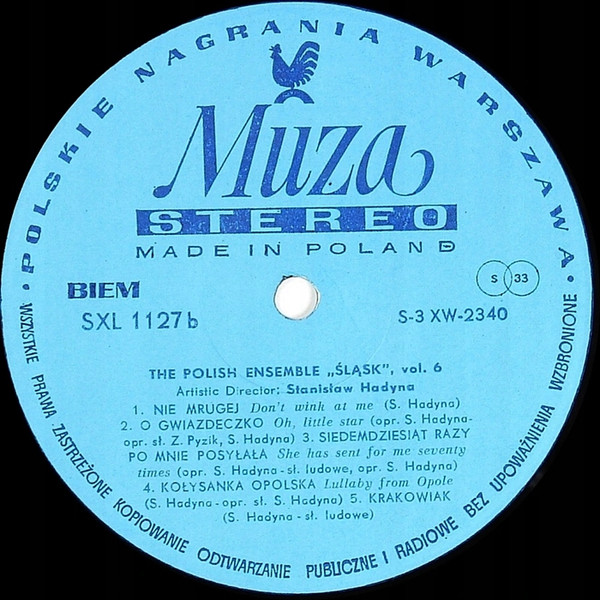 • POLSKIE NAGRANIA WARSZAWA •
Muza
STEREO
MADE IN POLAND
BIEM
SXL 1127 b
S 33
S-3 XW-2340
THE POLISH ENSEMBLE „ŚLĄSK”, vol. 6
Artistic Director: Stanisław Hadyna
1. NIE MRUGEJ Don't wink at me (S. Hadyna)
2. O GWIAZDECZKO Oh, little star (opr. S. Hadyna-
opr. sł. Z. Pyzik, S. Hadyna) 3. SIEDEMDZIESIĄT RAZY
PO MNIE POSYŁAŁA She has sent for me seventy
times (opr. S. Hadyna-sł. ludowe, opr. S. Hadyna)
4. KOŁYSANKA OPOLSKA Lullaby from Opole
(S. Hadyna-opr. sł. S. Hadyna) 5. KRAKOWIAK
(S. Hadyna-sł. ludowe)
WSZYSTKIE PRAWA ZASTRZEŻONE KOPIOWANIE ODTWARZANIE PUBLICZNE I RADIOWE BEZ UPOWAŻNIENIA WZBRONIONE